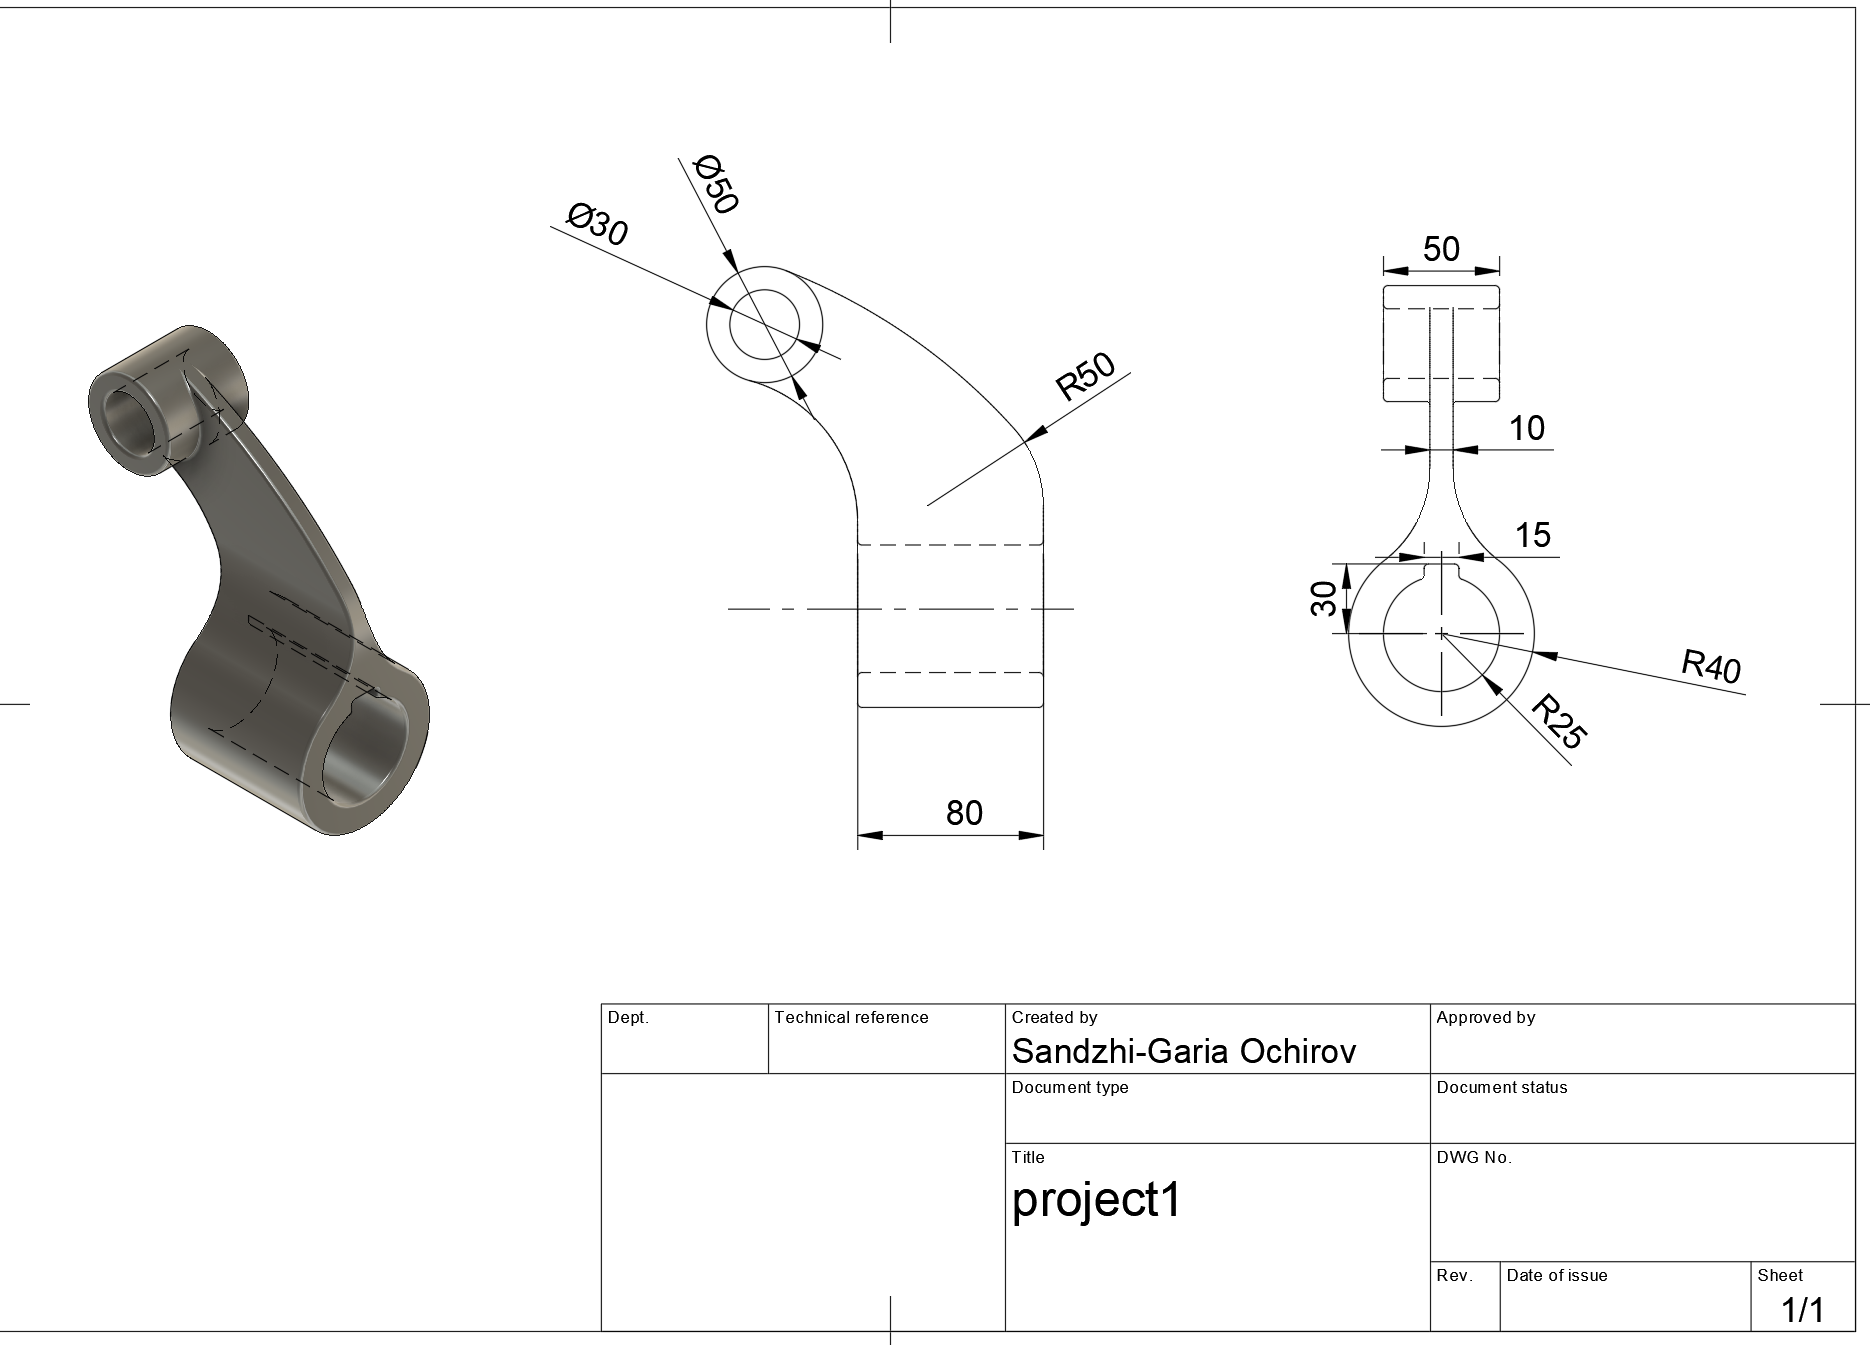 Ø50
Ø30
R50
80
50
10
15
30
R40
R25
Dept.
Technical reference
Created by
Sandzhi-Garia Ochirov
Approved by
Document type
Document status
Title
project1
DWG No.
Rev.
Date of issue
Sheet
1/1